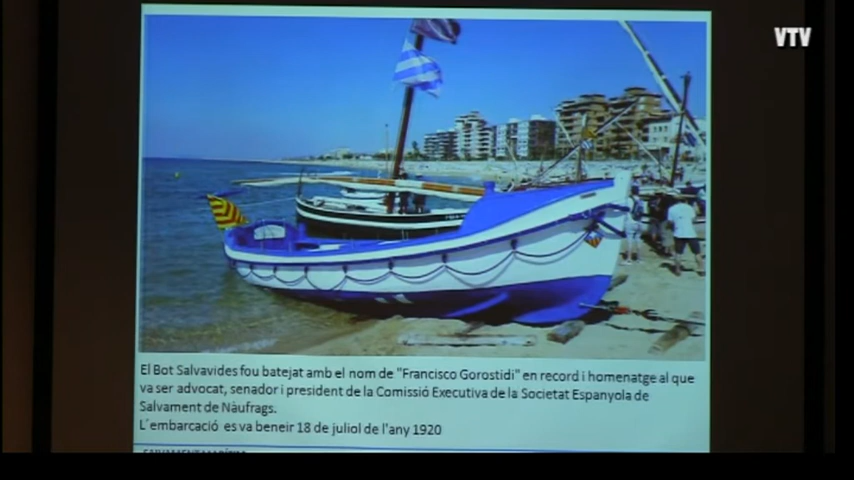 VTV
El Bot Salvavides fou batejat amb el nom de "Francisco Gorostidi" en record i homenatge al que
va ser advocat, senador i president de la Comissió Executiva de la Societat Espanyola de
Salvament de Nàufrags.
L´embarcació es va beneir 18 de juliol de l'any 1920